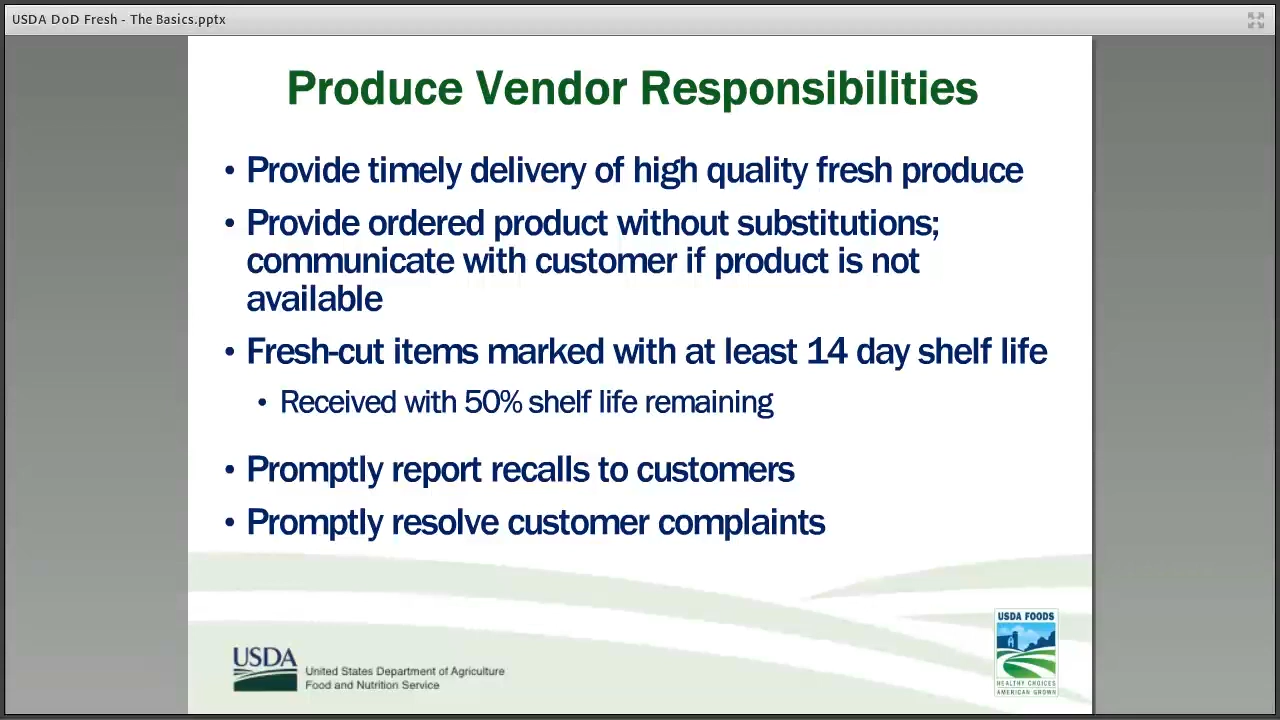 USDA DoD Fresh - The Basics.pptx
Produce Vendor Responsibilities
• Provide timely delivery of high quality fresh produce
• Provide ordered product without substitutions;
communicate with customer if product is not
available
• Fresh-cut items marked with at least 14 day shelf life
• Received with 50% shelf life remaining
• Promptly report recalls to customers
• Promptly resolve customer complaints
USDA
United States Department of Agriculture
Food and Nutrition Service
USDA FOODS
HEALTHY CHOICES
AMERICAN GROWN